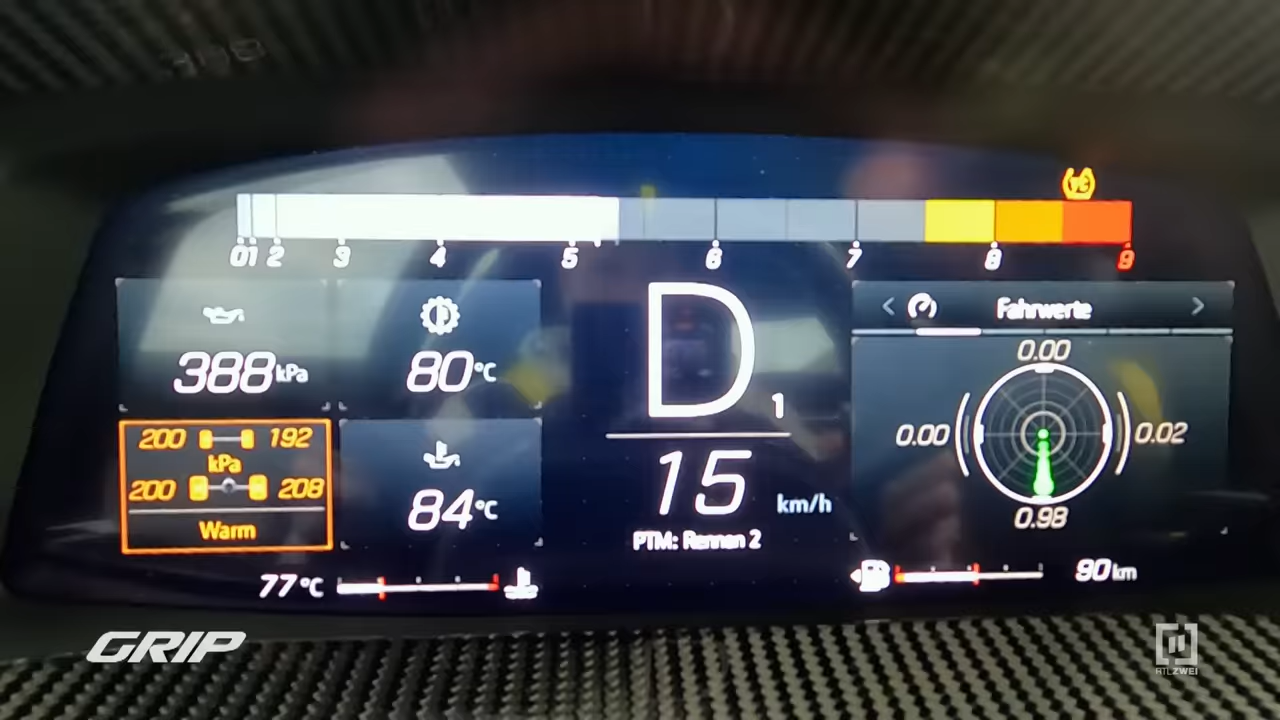 0 1 2 3 4 5 6 7 8 9
388 kPa
80 °C
200 192
kPa
200 208
Warm
84 °C
77 °C
D 1
15 km/h
PTM: Rennen 2
Fahrwerte
0.00
0.00 0.02
0.98
90 km
GRIP
RTLZWEI